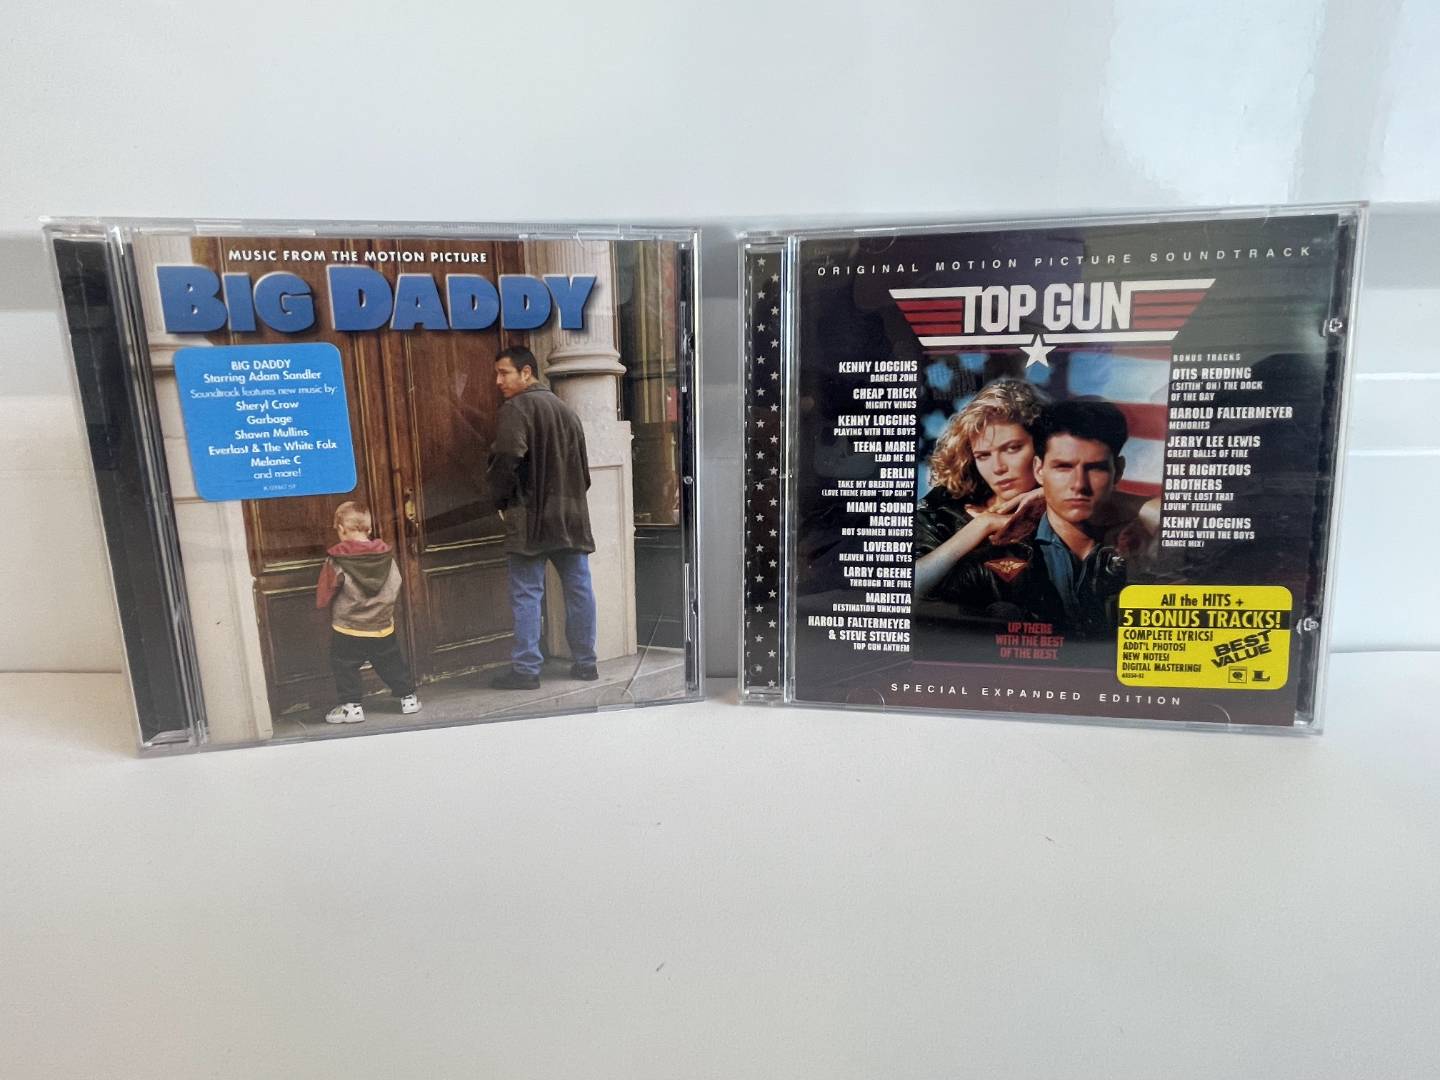 MUSIC FROM THE MOTION PICTURE
BIG DADDY
BIG DADDY
Starring Adam Sandler
Soundtrack features new music by:
Sheryl Crow
Garbage
Shawn Mullins
Everlast & The White Folx
Melanie C
and more!
ORIGINAL MOTION PICTURE SOUNDTRACK
TOP GUN
KENNY LOGGINS
DANGER ZONE
CHEAP TRICK
MIGHTY WINGS
KENNY LOGGINS
PLAYING WITH THE BOYS
TEENA MARIE
LEAD ME ON
BERLIN
TAKE MY BREATH AWAY
(LOVE THEME FROM "TOP GUN")
MIAMI SOUND
MACHINE
HOT SUMMER NIGHTS
LOVERBOY
HEAVEN IN YOUR EYES
LARRY GREENE
THROUGH THE FIRE
MARIETTA
DESTINATION UNKNOWN
HAROLD FALTERMEYER
& STEVE STEVENS
TOP GUN ANTHEM
BONUS TRACKS
OTIS REDDING
(SITTIN' ON) THE DOCK
OF THE BAY
HAROLD FALTERMEYER
MEMORIES
JERRY LEE LEWIS
GREAT BALLS OF FIRE
THE RIGHTEOUS
BROTHERS
YOU'VE LOST THAT
LOVIN' FEELING
KENNY LOGGINS
PLAYING WITH THE BOYS
(DANCE MIX)
UP THERE
WITH THE BEST
OF THE BEST.
All the HITS +
5 BONUS TRACKS!
COMPLETE LYRICS!
ADDT'L PHOTOS!
NEW NOTES!
DIGITAL MASTERING!
BEST
VALUE
L
SPECIAL EXPANDED EDITION